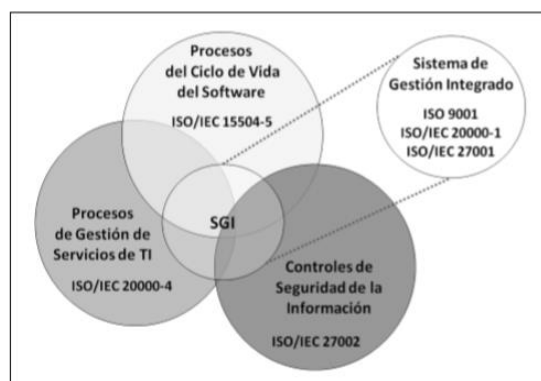 Procesos
del Ciclo de Vida
del Software
ISO/IEC 15504-5
Sistema de
Gestión Integrado
ISO 9001
ISO/IEC 20000-1
ISO/IEC 27001
SGI
Procesos
de Gestión de
Servicios de TI
ISO/IEC 20000-4
Controles de
Seguridad de la
Información
ISO/IEC 27002